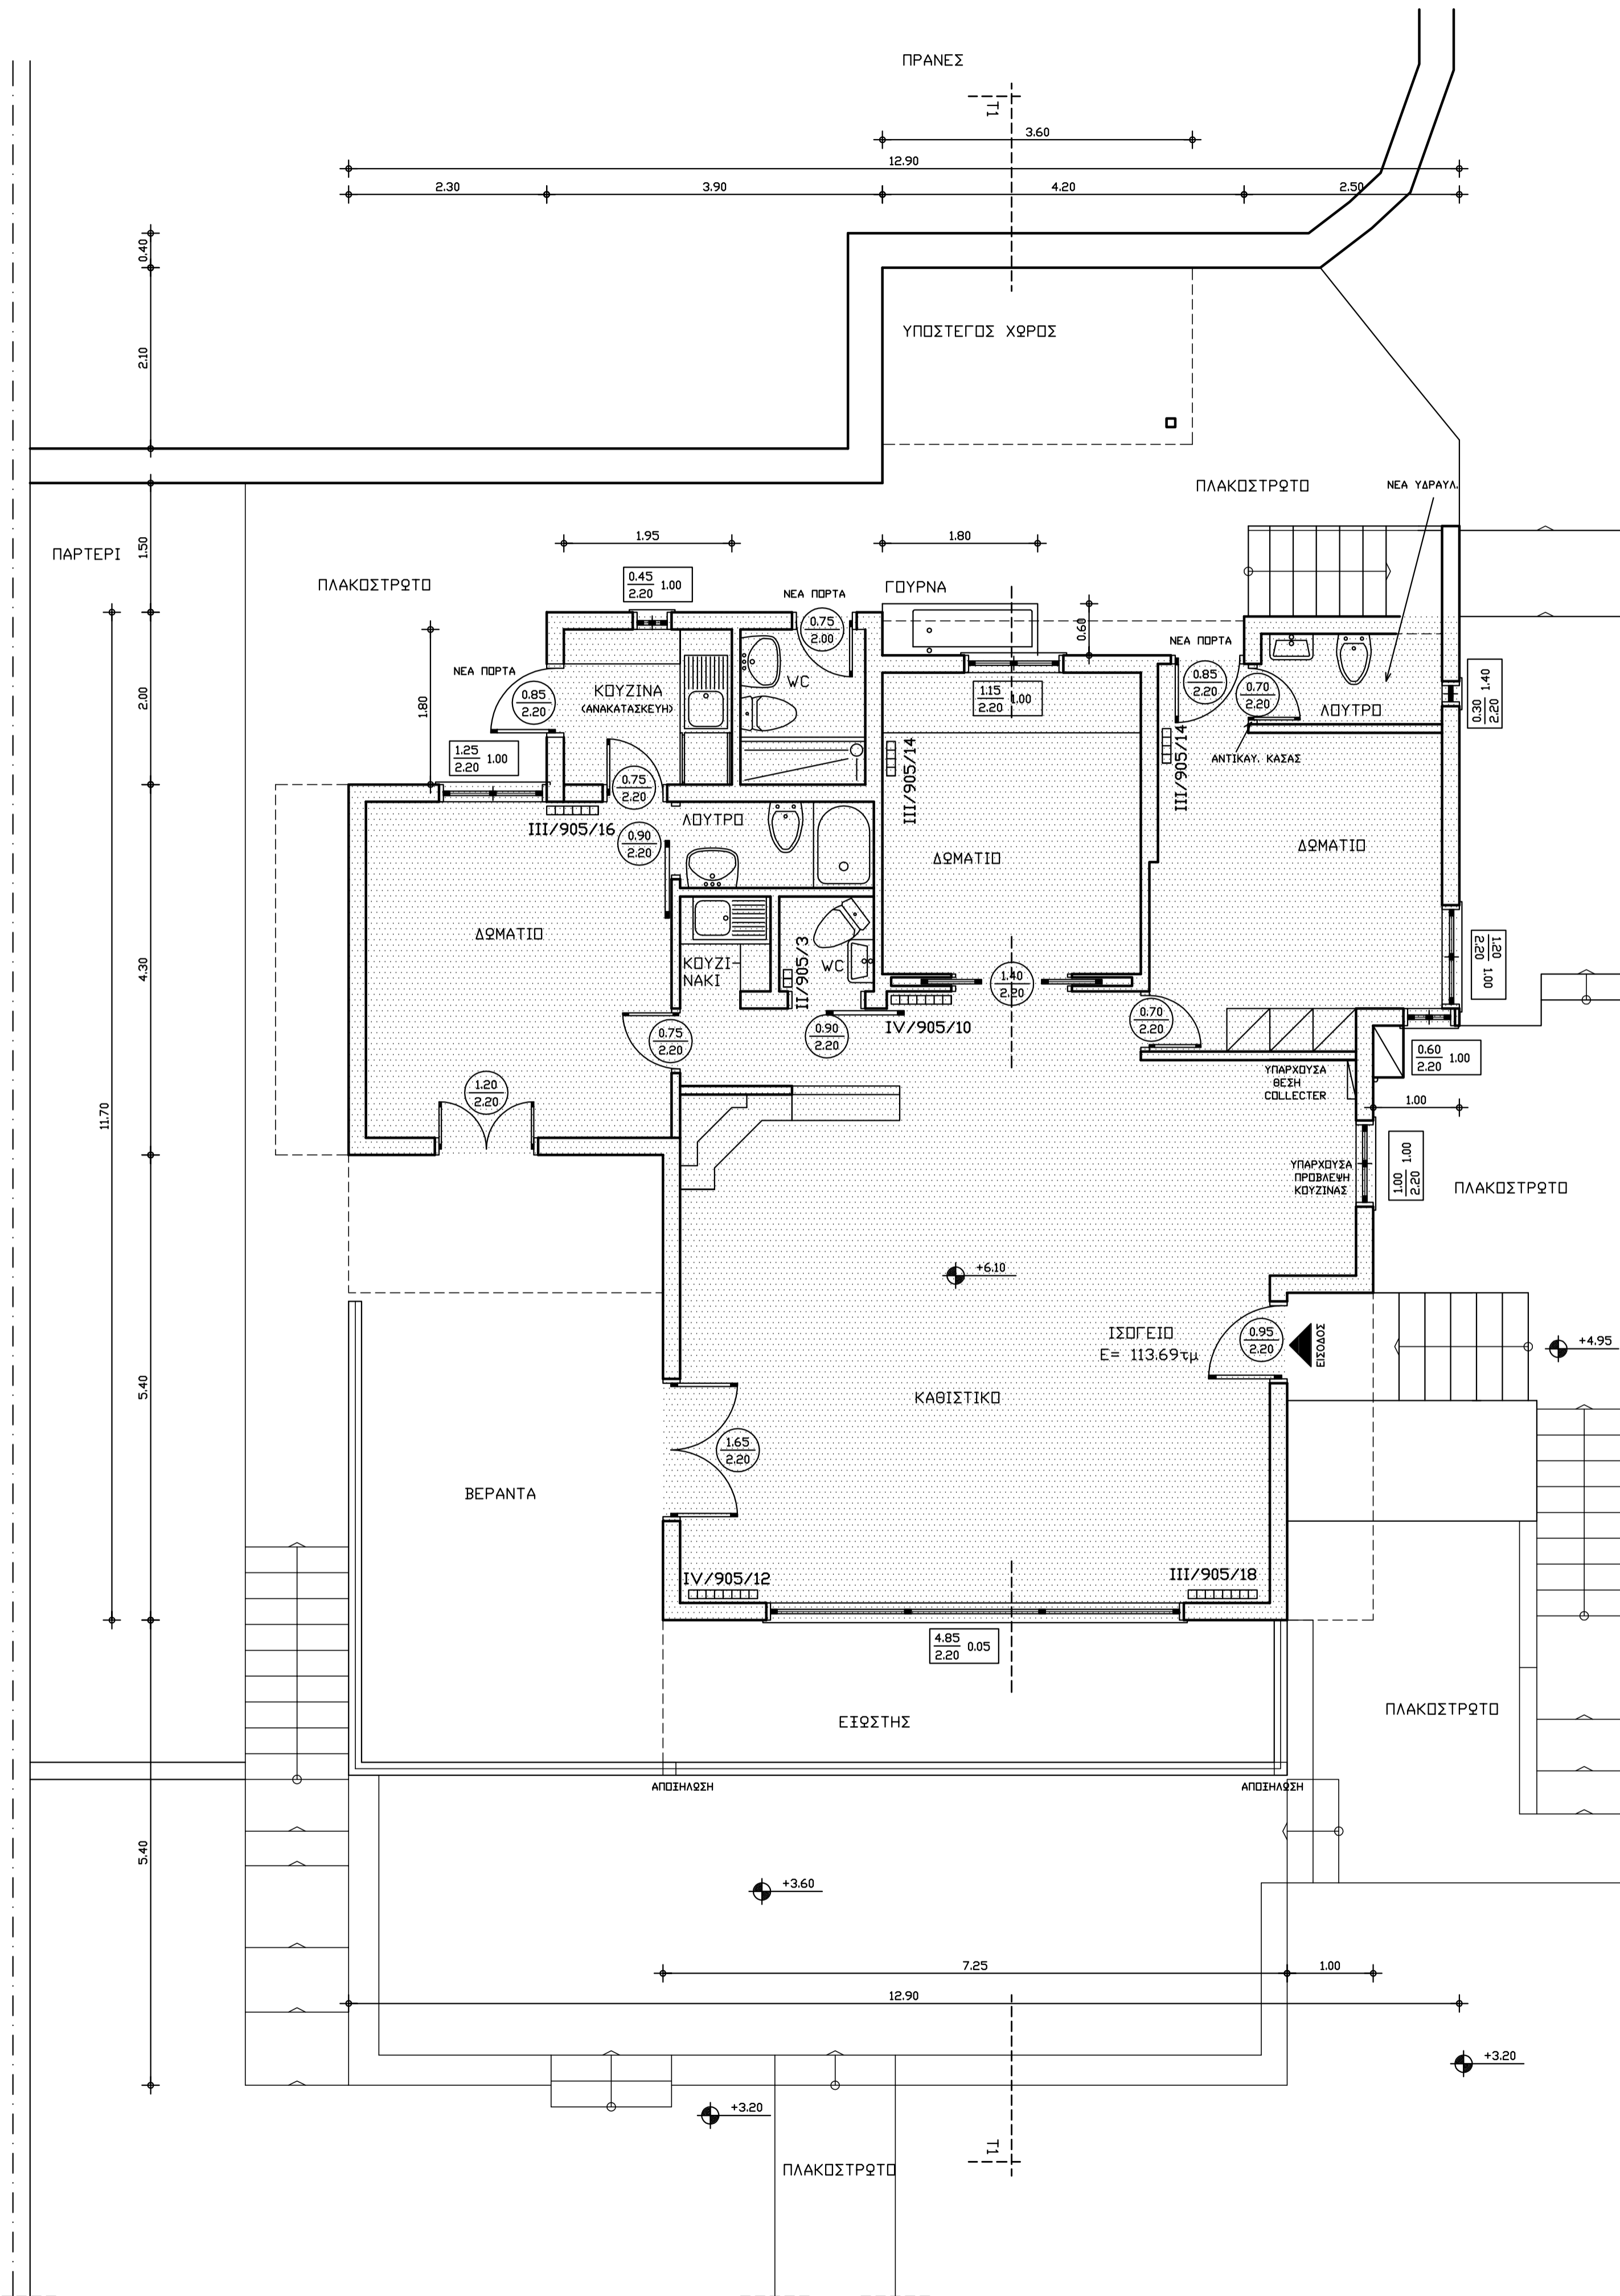 ΠΡΑΝΕΣ
T1
3.60
12.90
2.30
3.90
4.20
2.50
0.40
2.10
ΥΠΟΣΤΕΓΟΣ ΧΩΡΟΣ
ΠΛΑΚΟΣΤΡΩΤΟ
ΝΕΑ ΥΔΡΑΥΛ.
ΠΑΡΤΕΡΙ
1.50
1.95
1.80
ΠΛΑΚΟΣΤΡΩΤΟ
0.45
2.20
1.00
ΝΕΑ ΠΟΡΤΑ
ΓΟΥΡΝΑ
0.75
2.00
0.60
ΝΕΑ ΠΟΡΤΑ
ΝΕΑ ΠΟΡΤΑ
ΚΟΥΖΙΝΑ
(ΑΝΑΚΑΤΑΣΚΕΥΗ)
WC
0.85
2.20
1.15
2.20
1.00
0.85
2.20
0.70
2.20
ΛΟΥΤΡΟ
0.30
2.20
1.40
2.00
1.80
1.25
2.20
1.00
ΑΝΤΙΚΑΥ. ΚΑΣΑΣ
0.75
2.20
III/905/14
III/905/14
III/905/16
ΛΟΥΤΡΟ
0.90
2.20
ΔΩΜΑΤΙΟ
ΔΩΜΑΤΙΟ
ΔΩΜΑΤΙΟ
ΚΟΥΖΙ-
ΝΑΚΙ
II/905/3
WC
1.40
2.20
1.20
2.20
1.00
4.30
11.70
IV/905/10
0.75
2.20
0.90
2.20
0.70
2.20
0.60
2.20
1.00
ΥΠΑΡΧΟΥΣΑ
ΘΕΣΗ
COLLECTER
1.20
2.20
1.00
1.00
2.20
1.00
ΥΠΑΡΧΟΥΣΑ
ΠΡΟΒΛΕΨΗ
ΚΟΥΖΙΝΑΣ
ΠΛΑΚΟΣΤΡΩΤΟ
+6.10
ΙΣΟΓΕΙΟ
Ε= 113.69τμ
0.95
2.20
ΕΙΣΟΔΟΣ
+4.95
5.40
ΚΑΘΙΣΤΙΚΟ
1.65
2.20
ΒΕΡΑΝΤΑ
IV/905/12
III/905/18
4.85
2.20
0.05
ΕΞΩΣΤΗΣ
ΠΛΑΚΟΣΤΡΩΤΟ
ΑΠΟΞΗΛΩΣΗ
ΑΠΟΞΗΛΩΣΗ
5.40
+3.60
7.25
1.00
12.90
+3.20
+3.20
T1
ΠΛΑΚΟΣΤΡΩΤΟ